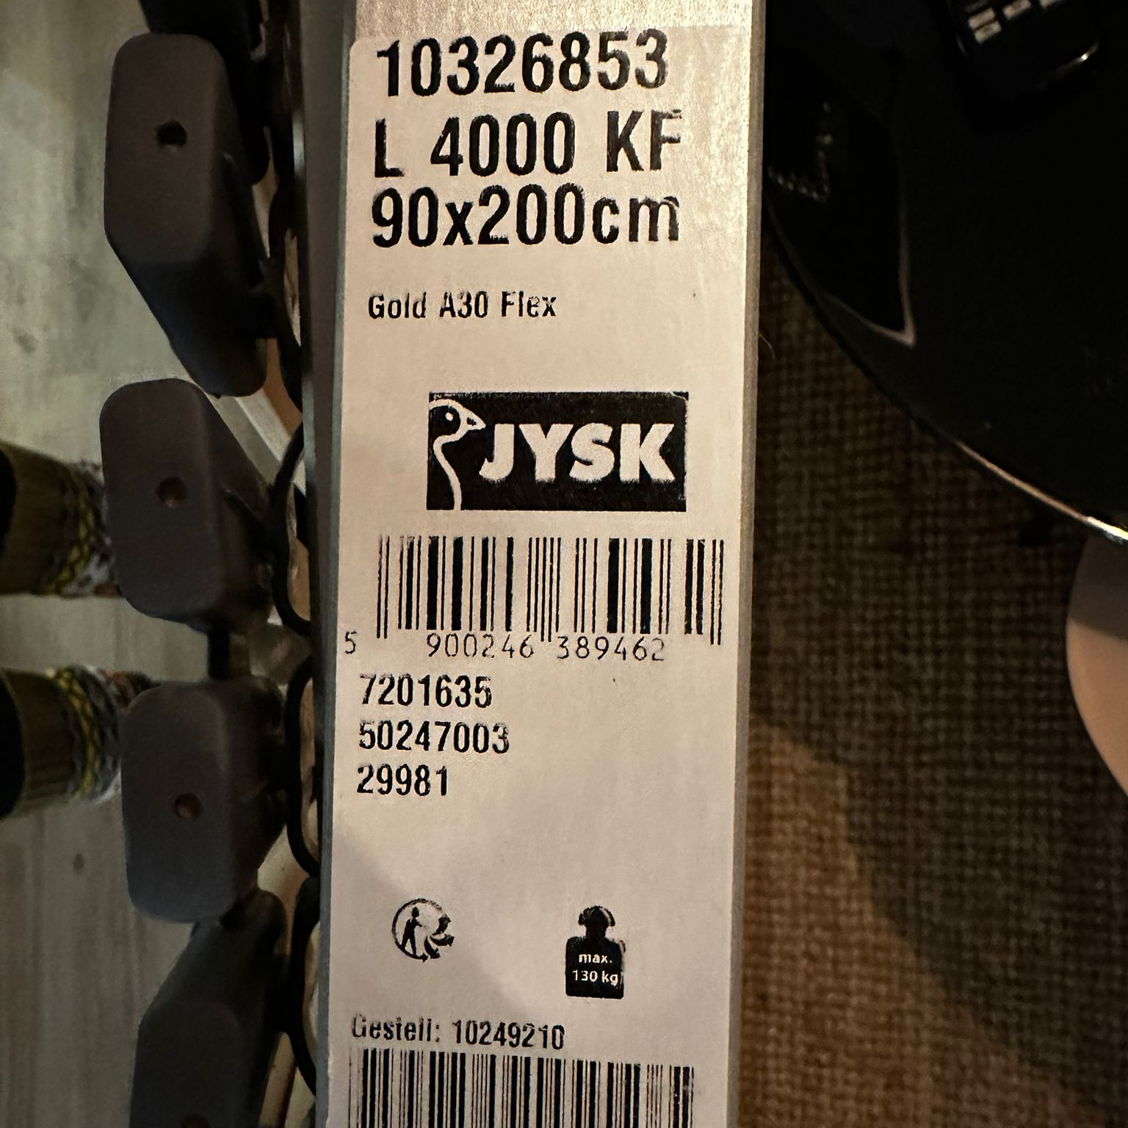 10326853
L 4000 KF
90x200cm
Gold A30 Flex
JYSK
5 900246 389462
7201635
50247003
29981
max.
130 kg
Gestell: 10249210